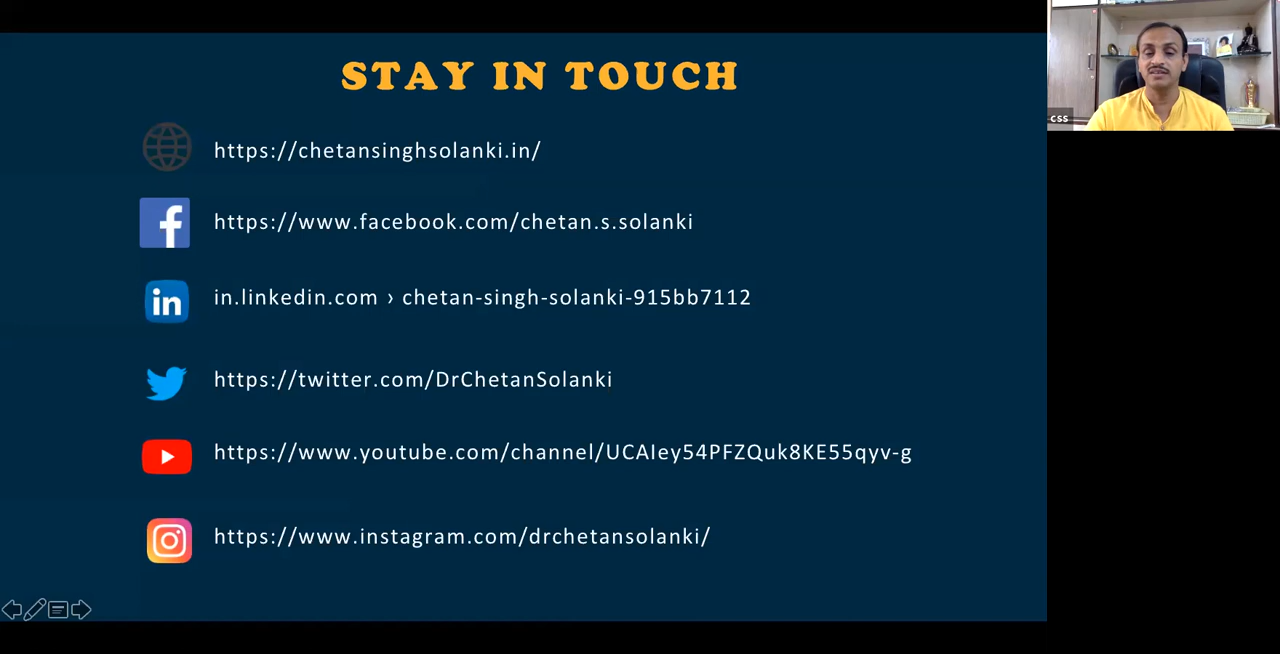 STAY IN TOUCH
css
https://chetansinghsolanki.in/
https://www.facebook.com/chetan.s.solanki
in.linkedin.com › chetan-singh-solanki-915bb7112
https://twitter.com/DrChetanSolanki
https://www.youtube.com/channel/UCAIey54PFZQuk8KE55qyv-g
https://www.instagram.com/drchetansolanki/